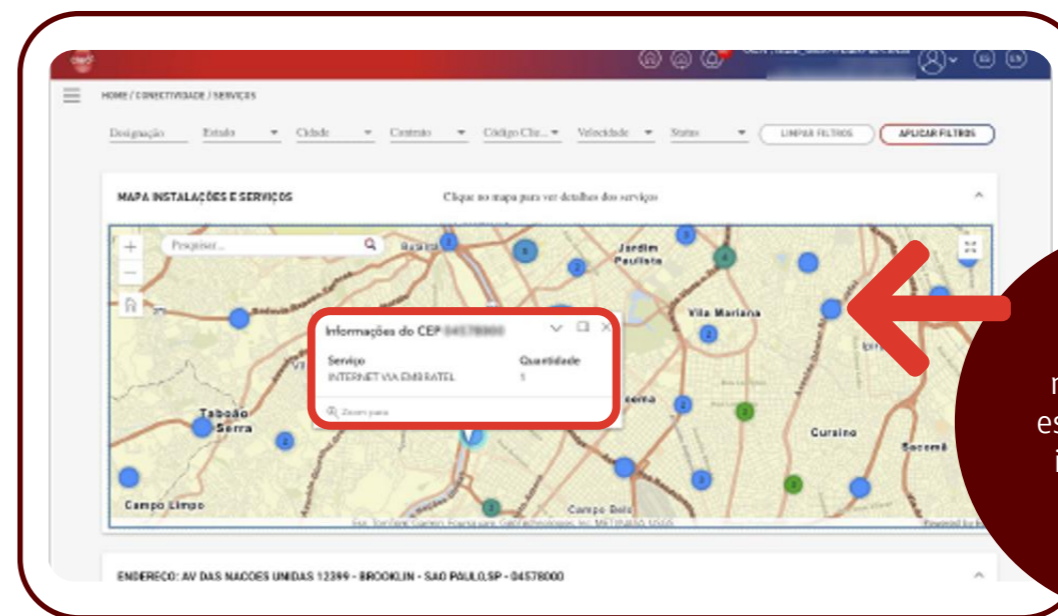 HOME / CONECTIVIDADE / SERVIÇOS
Designação Estado Cidade Contrato Código Clie... Velocidade Status LIMPAR FILTROS APLICAR FILTROS
MAPA INSTALAÇÕES E SERVIÇOS Clique no mapa para ver detalhes dos serviços
Pesquisar...
Jardim
Paulista
Vila Mariana
Informações do CEP
Serviço Quantidade
INTERNET VIA EMBRATEL 1
Zoom para
Taboão
Serra
Cursino
Sacomã
Campo Limpo
Campo Belo
ENDEREÇO: AV DAS NACOES UNIDAS 12399 - BROOKLIN - SAO PAULO,SP - 04578000